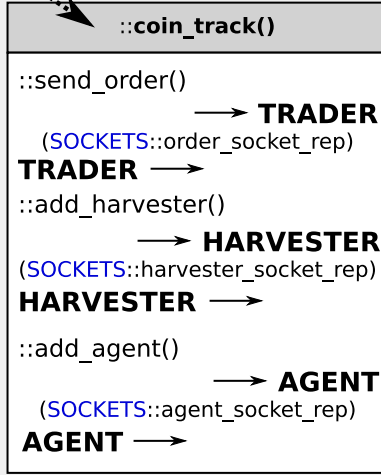 ::coin_track()
::send_order()
TRADER
(SOCKETS::order_socket_rep)
TRADER
::add_harvester()
HARVESTER
(SOCKETS::harvester_socket_rep)
HARVESTER
::add_agent()
AGENT
(SOCKETS::agent_socket_rep)
AGENT